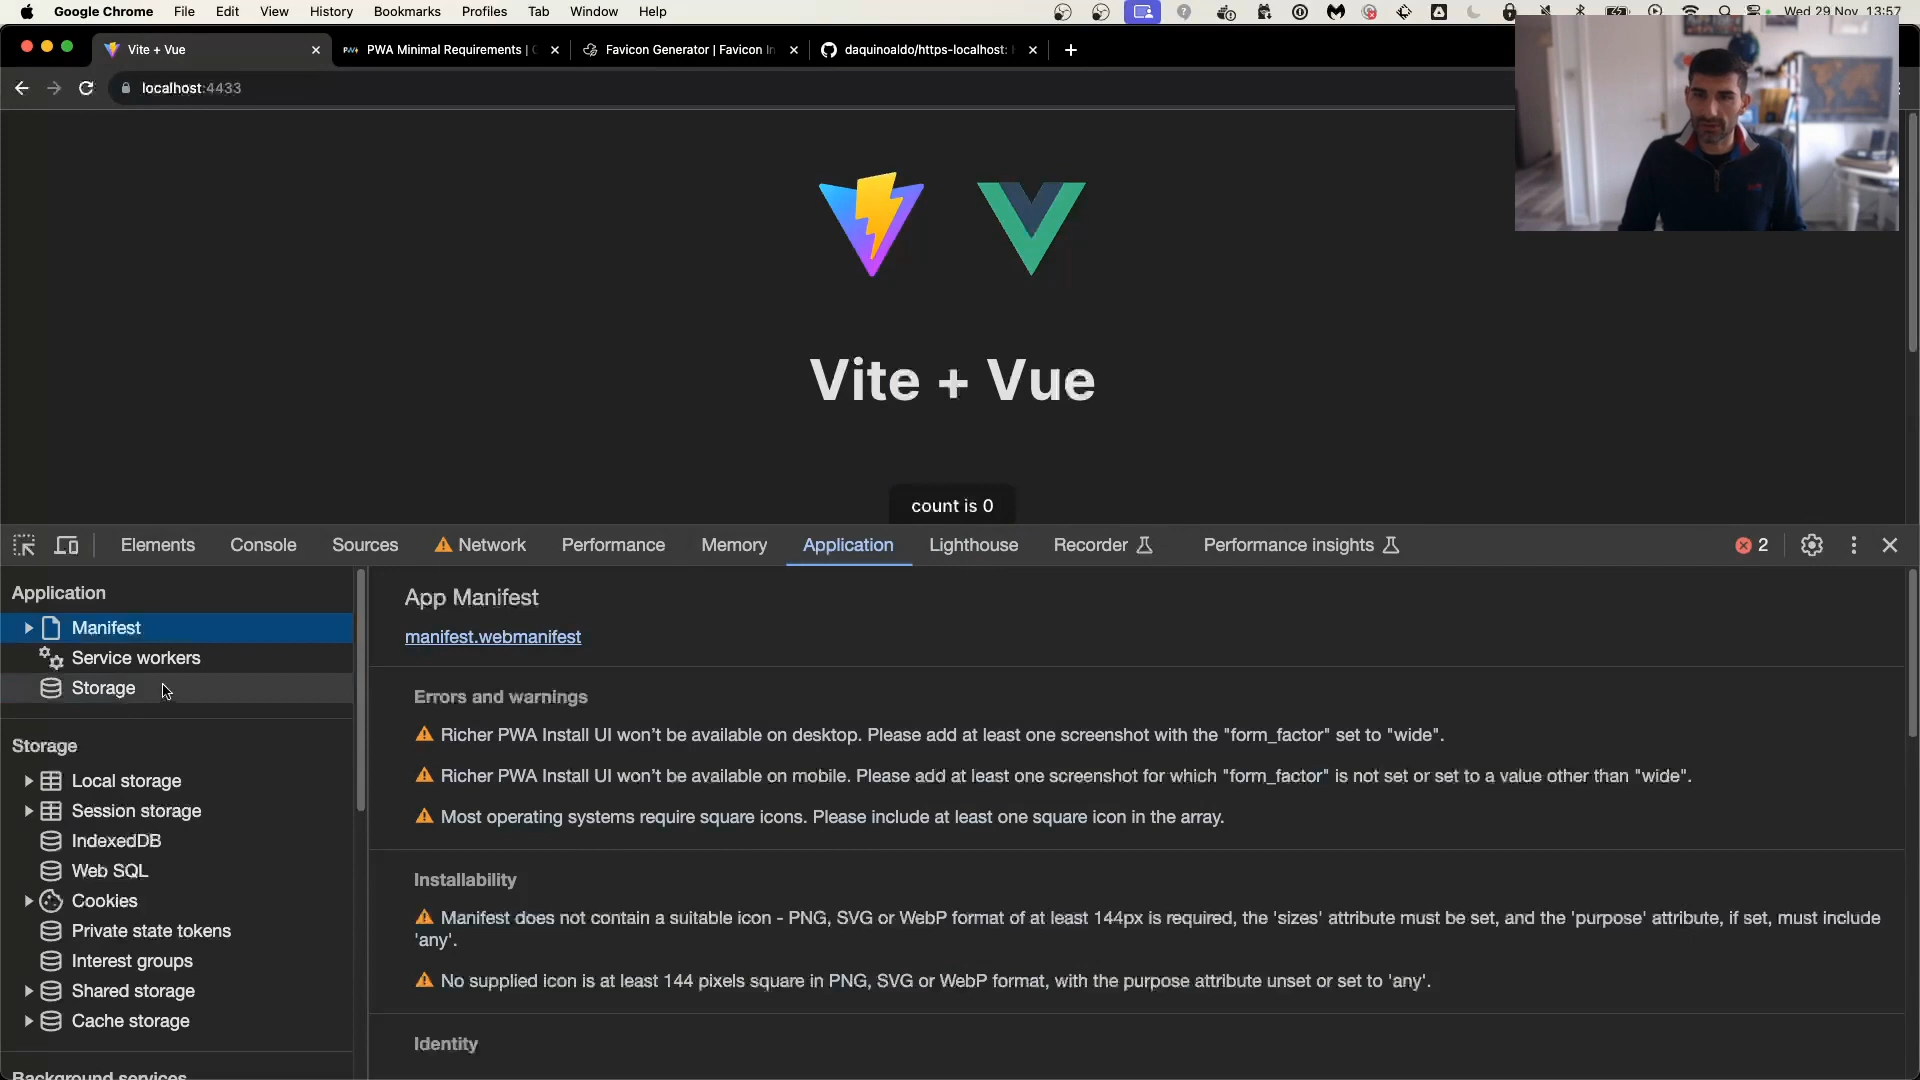 Google Chrome File Edit View History Bookmarks Profiles Tab Window Help
Wed 29 Nov 13:57
Vite + Vue
PWA Minimal Requirements |
Favicon Generator | Favicon
daquinoaldo/https-localhost:
localhost:4433
Vite + Vue
count is 0
Elements Console Sources Network Performance Memory Application Lighthouse Recorder Performance insights 2
Application
Manifest
Service workers
Storage
Storage
Local storage
Session storage
IndexedDB
Web SQL
Cookies
Private state tokens
Interest groups
Shared storage
Cache storage
Background services
App Manifest
manifest.webmanifest
Errors and warnings
Richer PWA Install UI won’t be available on desktop. Please add at least one screenshot with the "form_factor" set to "wide".
Richer PWA Install UI won’t be available on mobile. Please add at least one screenshot for which "form_factor" is not set or set to a value other than "wide".
Most operating systems require square icons. Please include at least one square icon in the array.
Installability
Manifest does not contain a suitable icon - PNG, SVG or WebP format of at least 144px is required, the 'sizes' attribute must be set, and the 'purpose' attribute, if set, must include
'any'.
No supplied icon is at least 144 pixels square in PNG, SVG or WebP format, with the purpose attribute unset or set to 'any'.
Identity